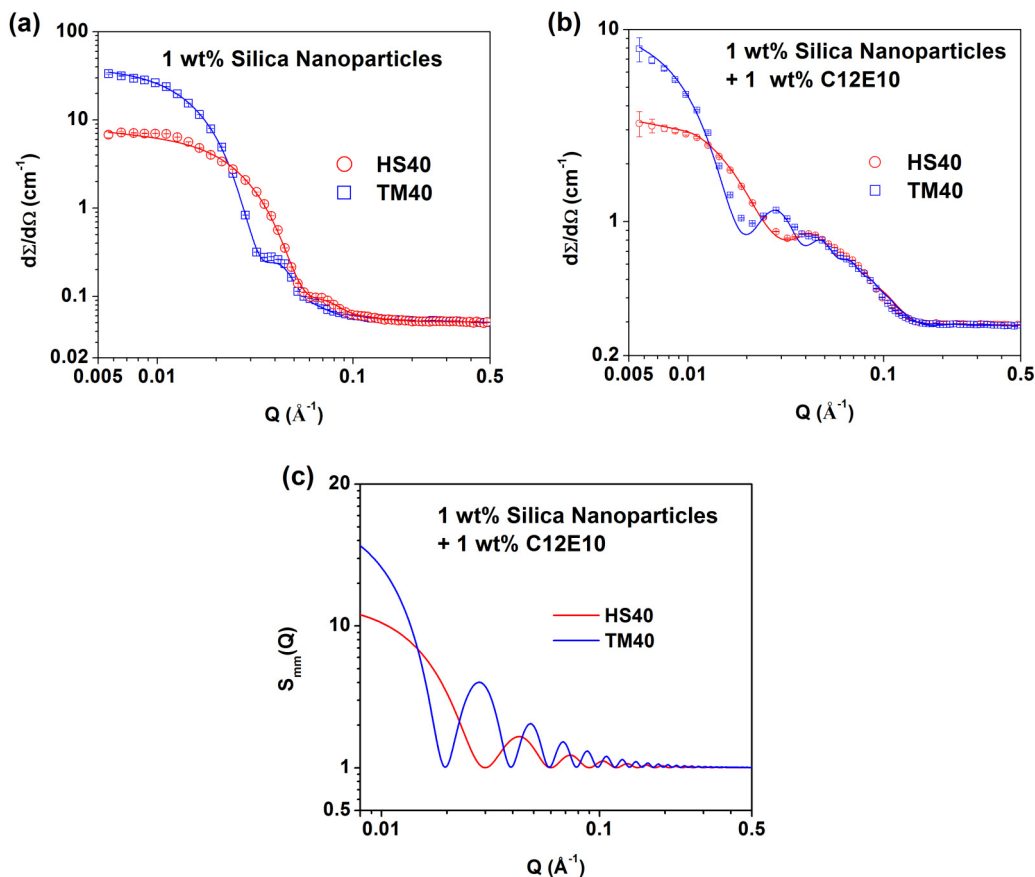 (a)
100
10
1
0.1
0.02
0.005
0.01
0.1
0.5
dΣ/dΩ (cm⁻¹)
Q (Å⁻¹)
1 wt% Silica Nanoparticles
HS40
TM40
(b)
10
1
0.2
0.005
0.01
0.1
0.5
dΣ/dΩ (cm⁻¹)
Q (Å⁻¹)
1 wt% Silica Nanoparticles
+ 1 wt% C12E10
HS40
TM40
(c)
20
10
1
0.5
0.01
0.1
0.5
Smm(Q)
Q (Å⁻¹)
1 wt% Silica Nanoparticles
+ 1 wt% C12E10
HS40
TM40